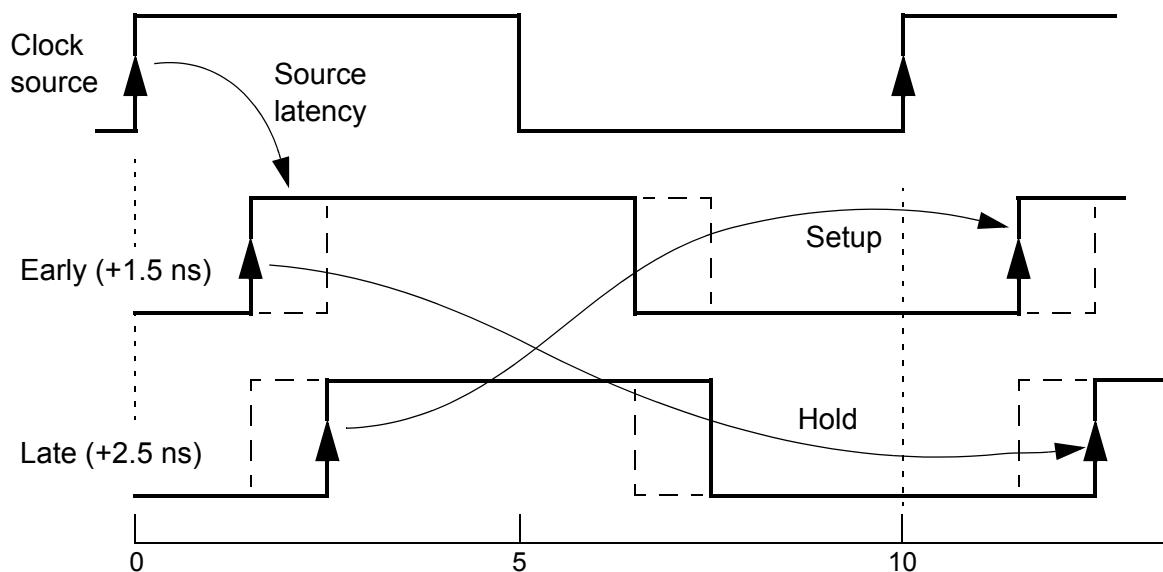 Clock
source
Source
latency
Early (+1.5 ns)
Setup
Late (+2.5 ns)
Hold
0
5
10